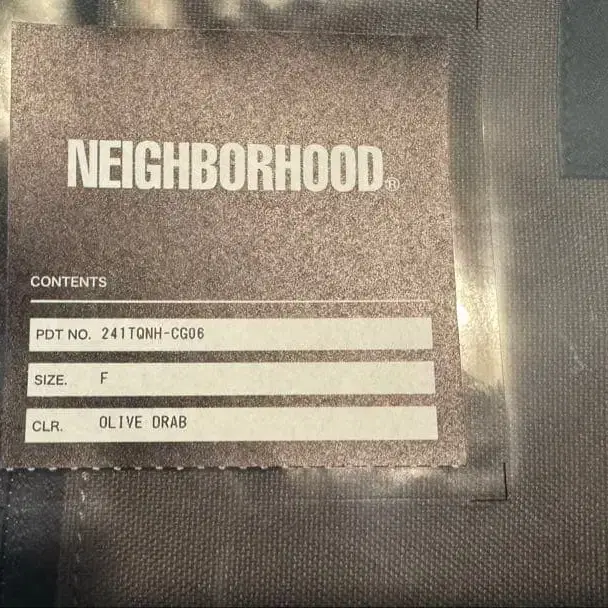 NEIGHBORHOOD®
CONTENTS
PDT NO. 241TQNH-CG06
SIZE. F
CLR. OLIVE DRAB